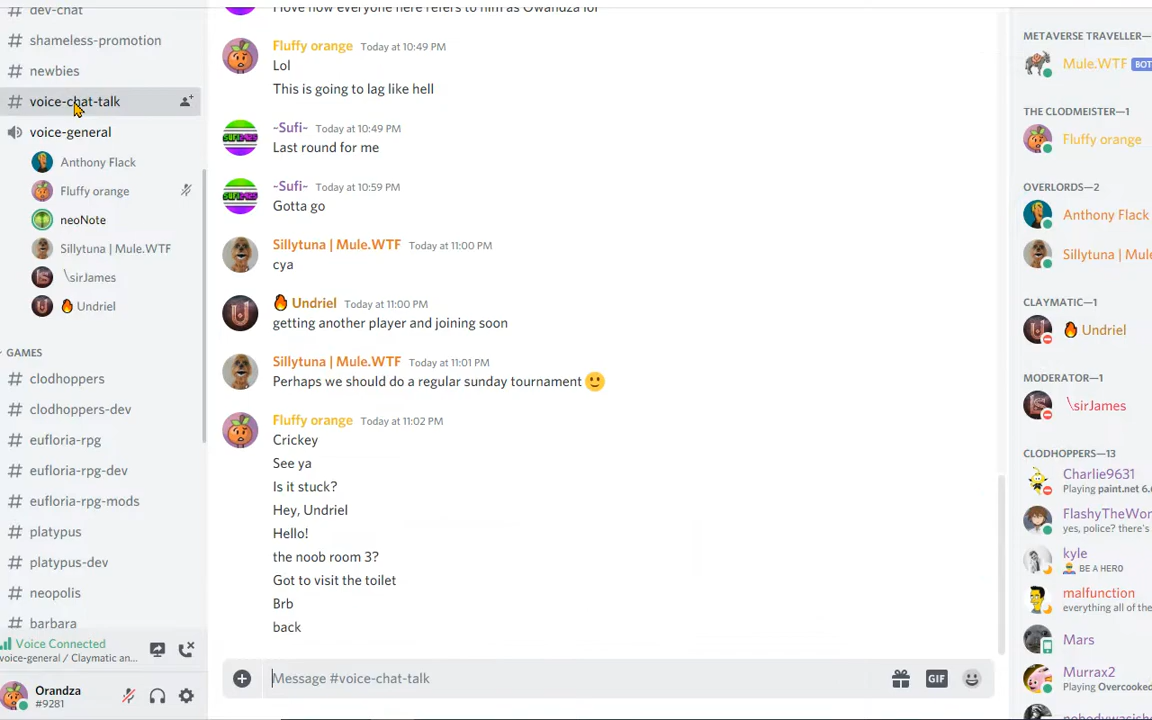 dev-chat
shameless-promotion
newbies
voice-chat-talk
voice-general
Anthony Flack
Fluffy orange
neoNote
Sillytuna | Mule.WTF
\sirJames
Undriel
GAMES
clodhoppers
clodhoppers-dev
eufloria-rpg
eufloria-rpg-dev
eufloria-rpg-mods
platypus
platypus-dev
neopolis
barbara
Voice Connected
voice-general / Claymatic an...
Orandza
#9281
I love how everyone here refers to him as Owandza lol
Fluffy orange Today at 10:49 PM
Lol
This is going to lag like hell
-Sufi- Today at 10:49 PM
Last round for me
-Sufi- Today at 10:59 PM
Gotta go
Sillytuna | Mule.WTF Today at 11:00 PM
cya
Undriel Today at 11:00 PM
getting another player and joining soon
Sillytuna | Mule.WTF Today at 11:01 PM
Perhaps we should do a regular sunday tournament
Fluffy orange Today at 11:02 PM
Crickey
See ya
Is it stuck?
Hey, Undriel
Hello!
the noob room 3?
Got to visit the toilet
Brb
back
Message #voice-chat-talk
GIF
METAVERSE TRAVELLER—
Mule.WTF BOT
THE CLODMEISTER—1
Fluffy orange
OVERLORDS—2
Anthony Flack
Sillytuna | Mule
CLAYMATIC—1
Undriel
MODERATOR—1
\sirJames
CLODHOPPERS—13
Charlie9631
Playing paint.net 6.
FlashyTheWor
yes, police? there's
kyle
BE A HERO
malfunction
everything all of the
Mars
Murrax2
Playing Overcooked